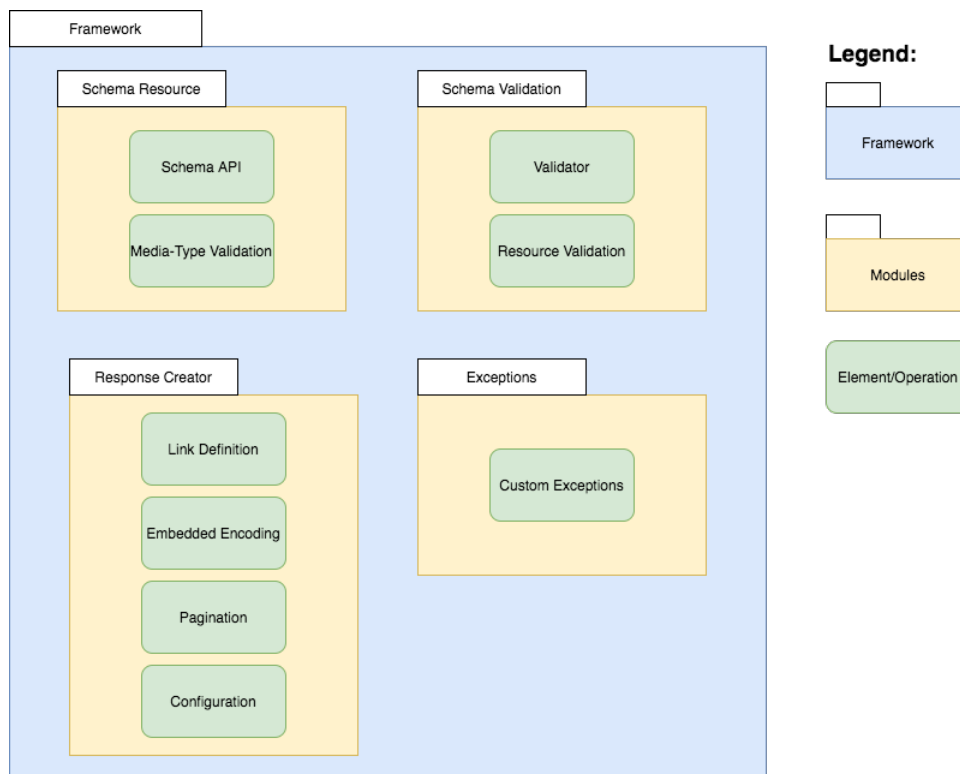 Framework
Schema Resource
Schema API
Media-Type Validation
Schema Validation
Validator
Resource Validation
Response Creator
Link Definition
Embedded Encoding
Pagination
Configuration
Exceptions
Custom Exceptions
Legend:
Framework
Modules
Element/Operation